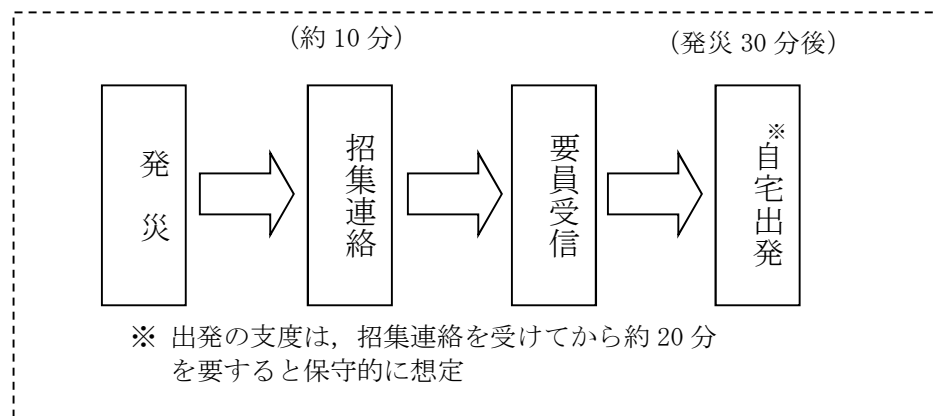 (約 10 分)
(発災 30 分後)
発災
招集連絡
要員受信
※自宅出発
※ 出発の支度は，招集連絡を受けてから約 20 分
を要すると保守的に想定